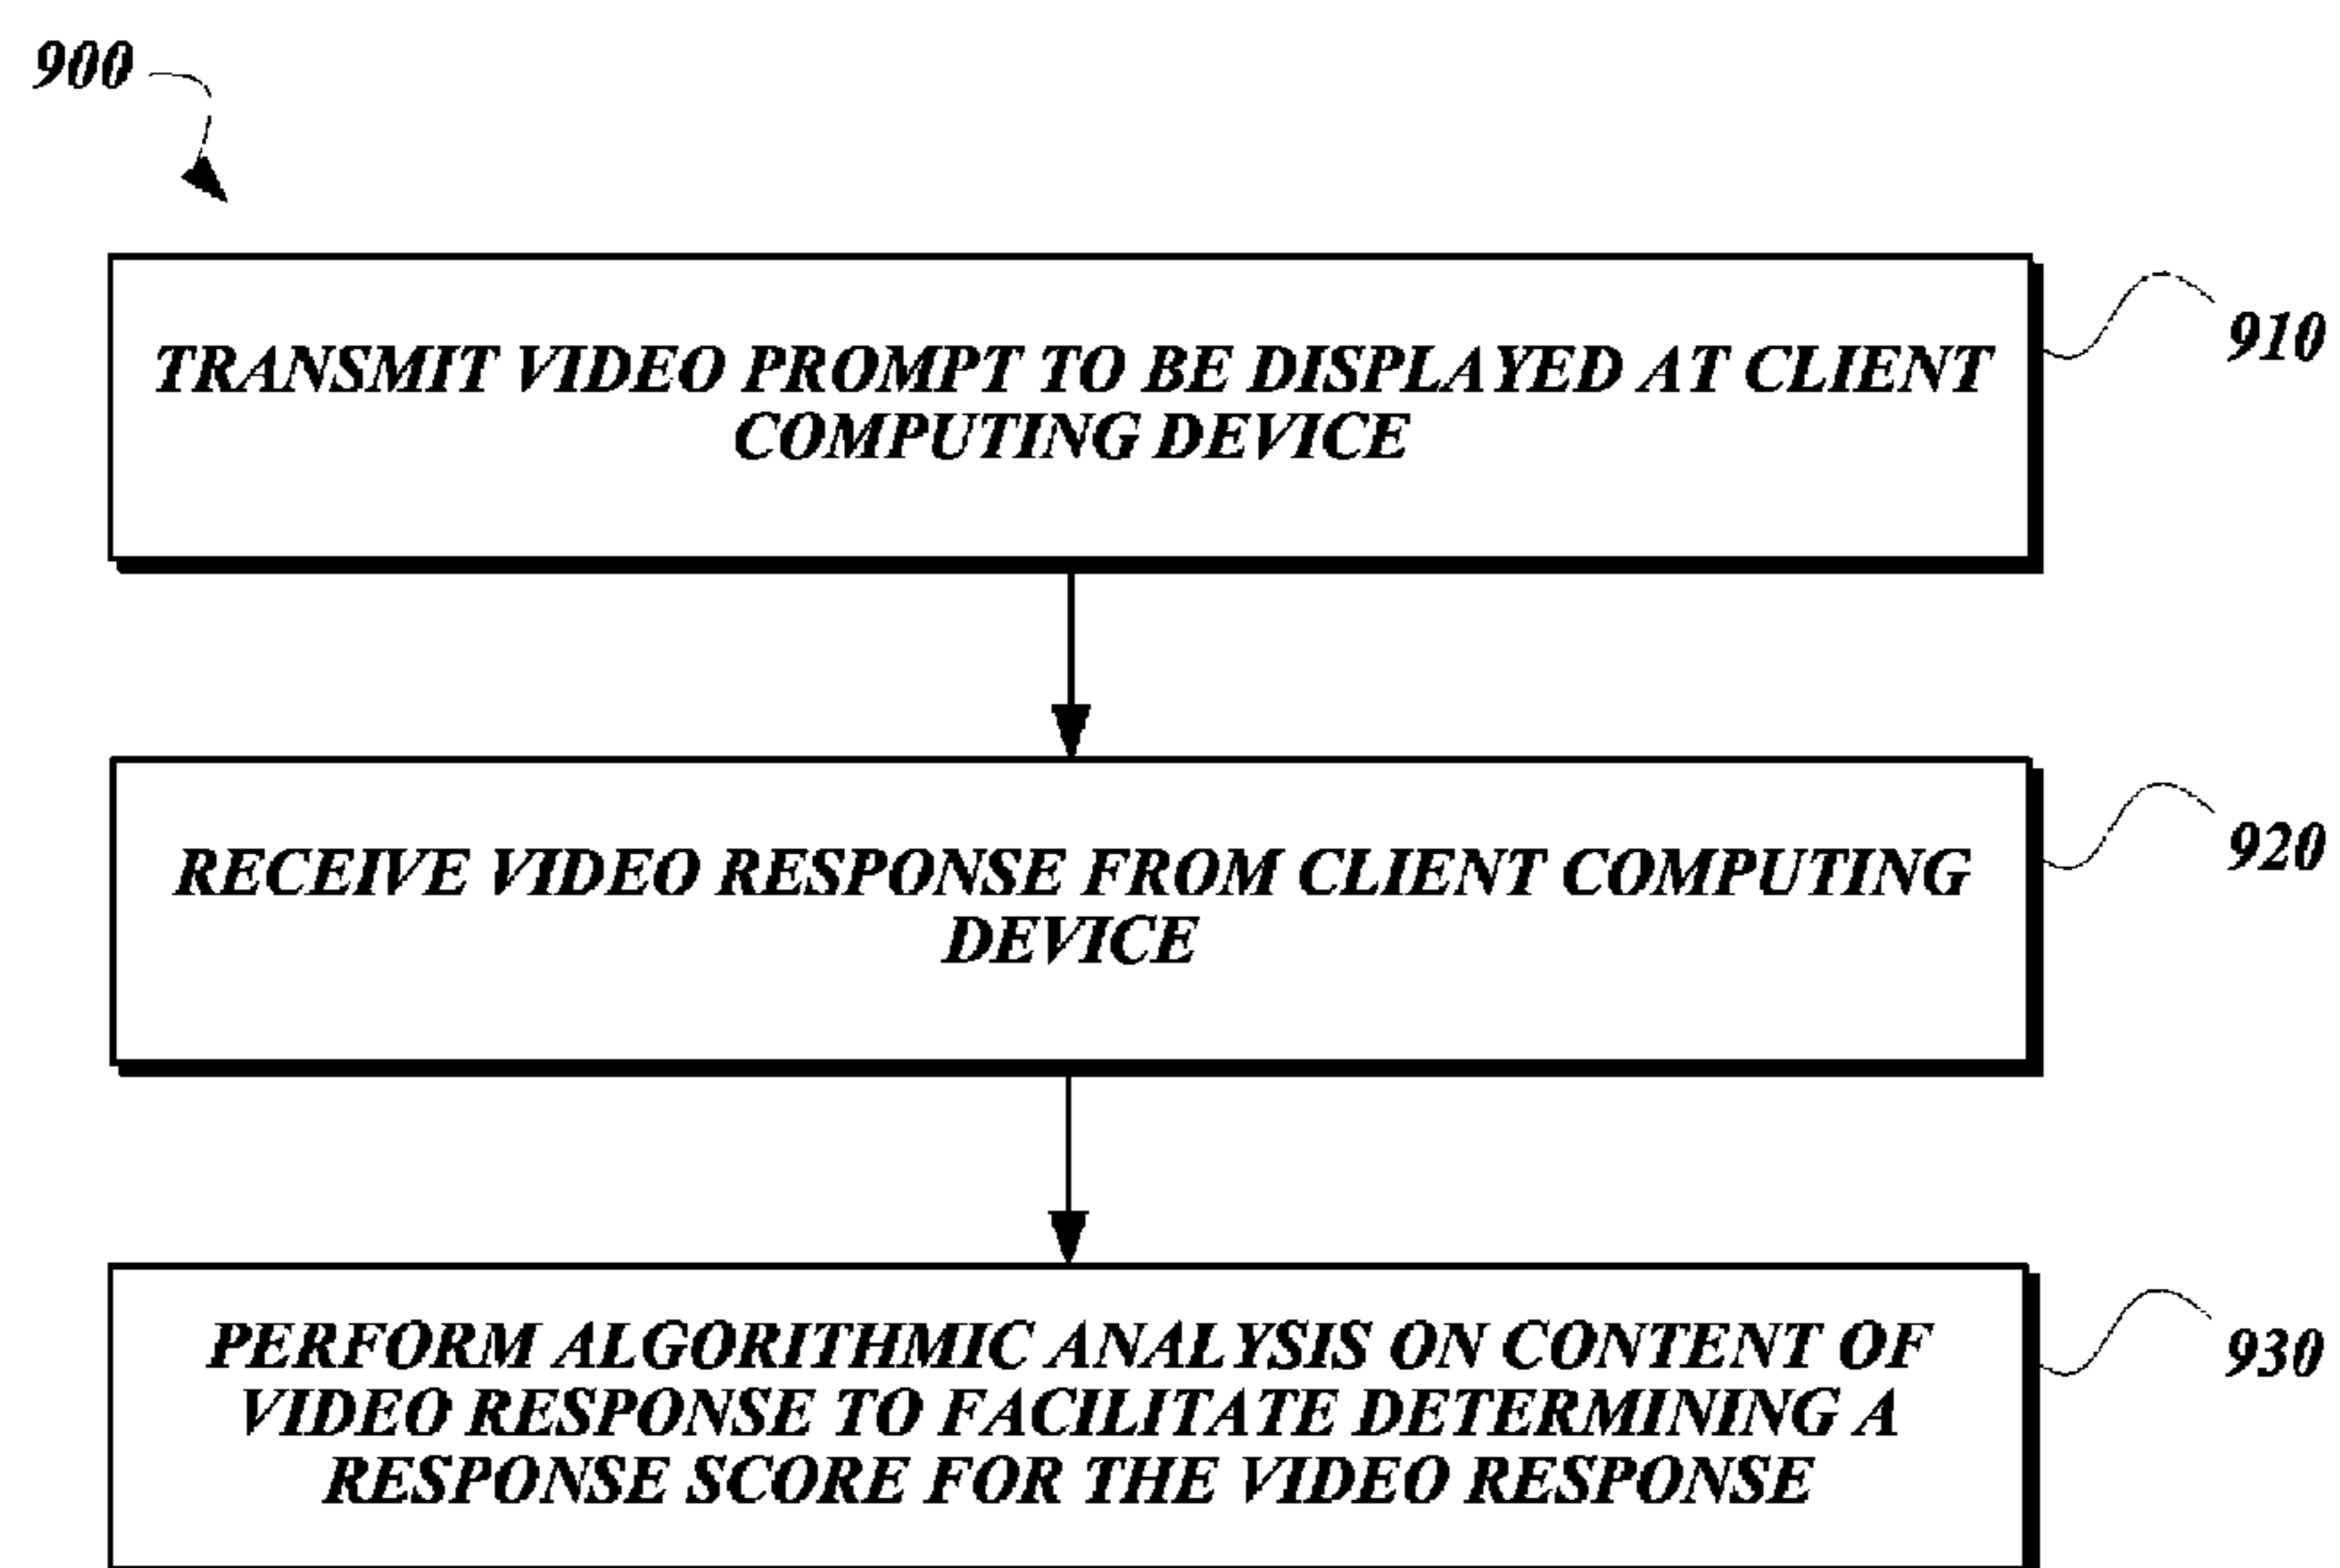 900
TRANSMIT VIDEO PROMPT TO BE DISPLAYED AT CLIENT
COMPUTING DEVICE
910
RECEIVE VIDEO RESPONSE FROM CLIENT COMPUTING
DEVICE
920
PERFORM ALGORITHMIC ANALYSIS ON CONTENT OF
VIDEO RESPONSE TO FACILITATE DETERMINING A
RESPONSE SCORE FOR THE VIDEO RESPONSE
930